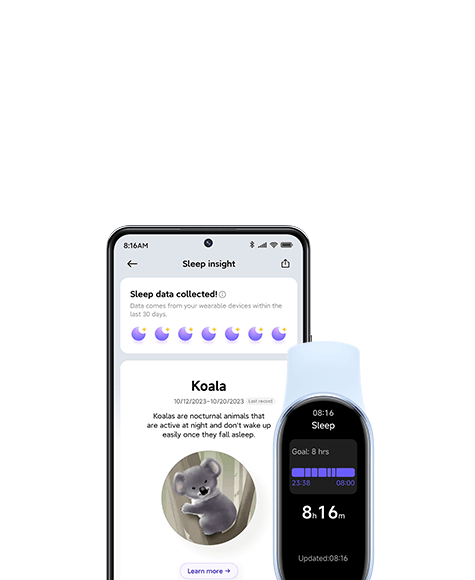 8:16AM
Sleep insight
Sleep data collected!
Data comes from your wearable devices within the
last 30 days.
Koala
10/12/2023-10/20/2023 Last record
Koalas are nocturnal animals that
are active at night and don't wake up
easily once they fall asleep.
Learn more →
08:16
Sleep
Goal: 8 hrs
23:38 08:00
8h16m
Updated:08:16